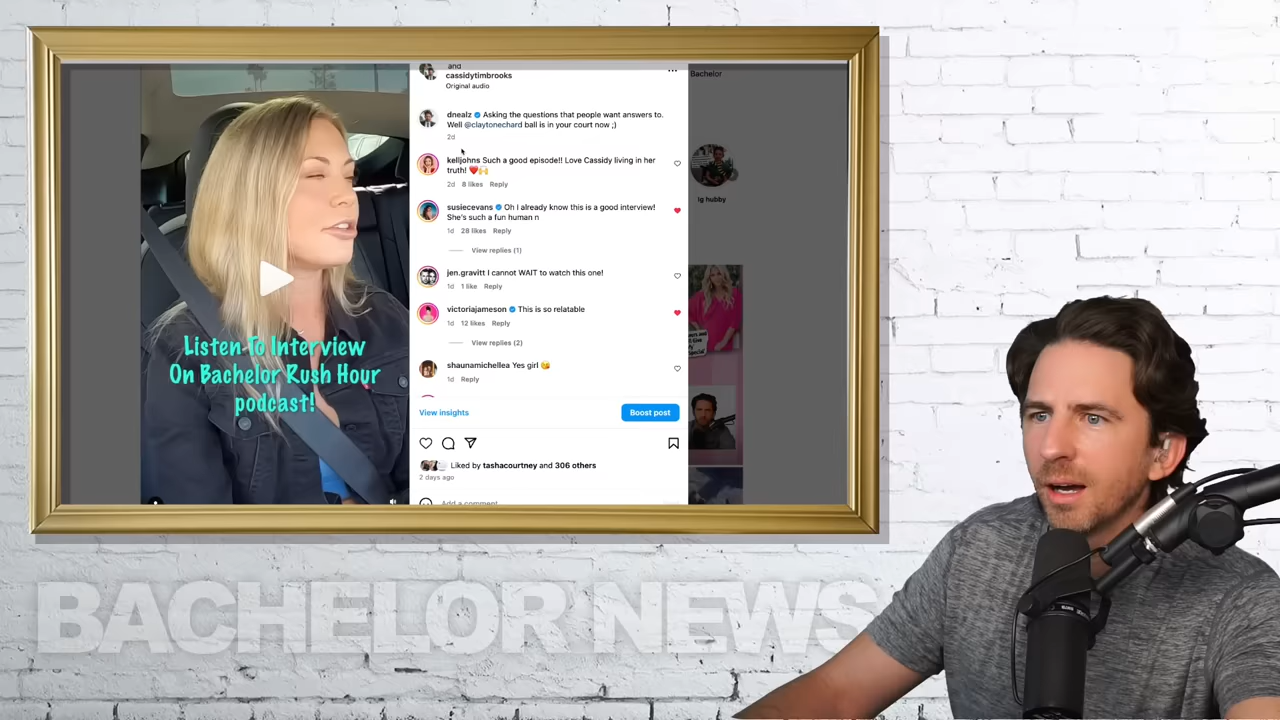 and
cassidytimbrooks
Original audio
dnealz Asking the questions that people want answers to.
Well @claytonechard ball is in your court now ;)
2d
kelljohns Such a good episode!! Love Cassidy living in her
truth! ❤️🙌
2d 8 likes Reply
susiecevans Oh I already know this is a good interview!
She's such a fun human n
1d 28 likes Reply
View replies (1)
jen.gravitt I cannot WAIT to watch this one!
1d 1 like Reply
victoriajameson This is so relatable
1d 12 likes Reply
View replies (2)
shaunamichellea Yes girl 😘
1d Reply
View insights
Boost post
Liked by tashacourtney and 306 others
2 days ago
Add a comment...
Listen To Interview
On Bachelor Rush Hour
podcast!
Bachelor
Ig hubby
BACHELOR NEWS